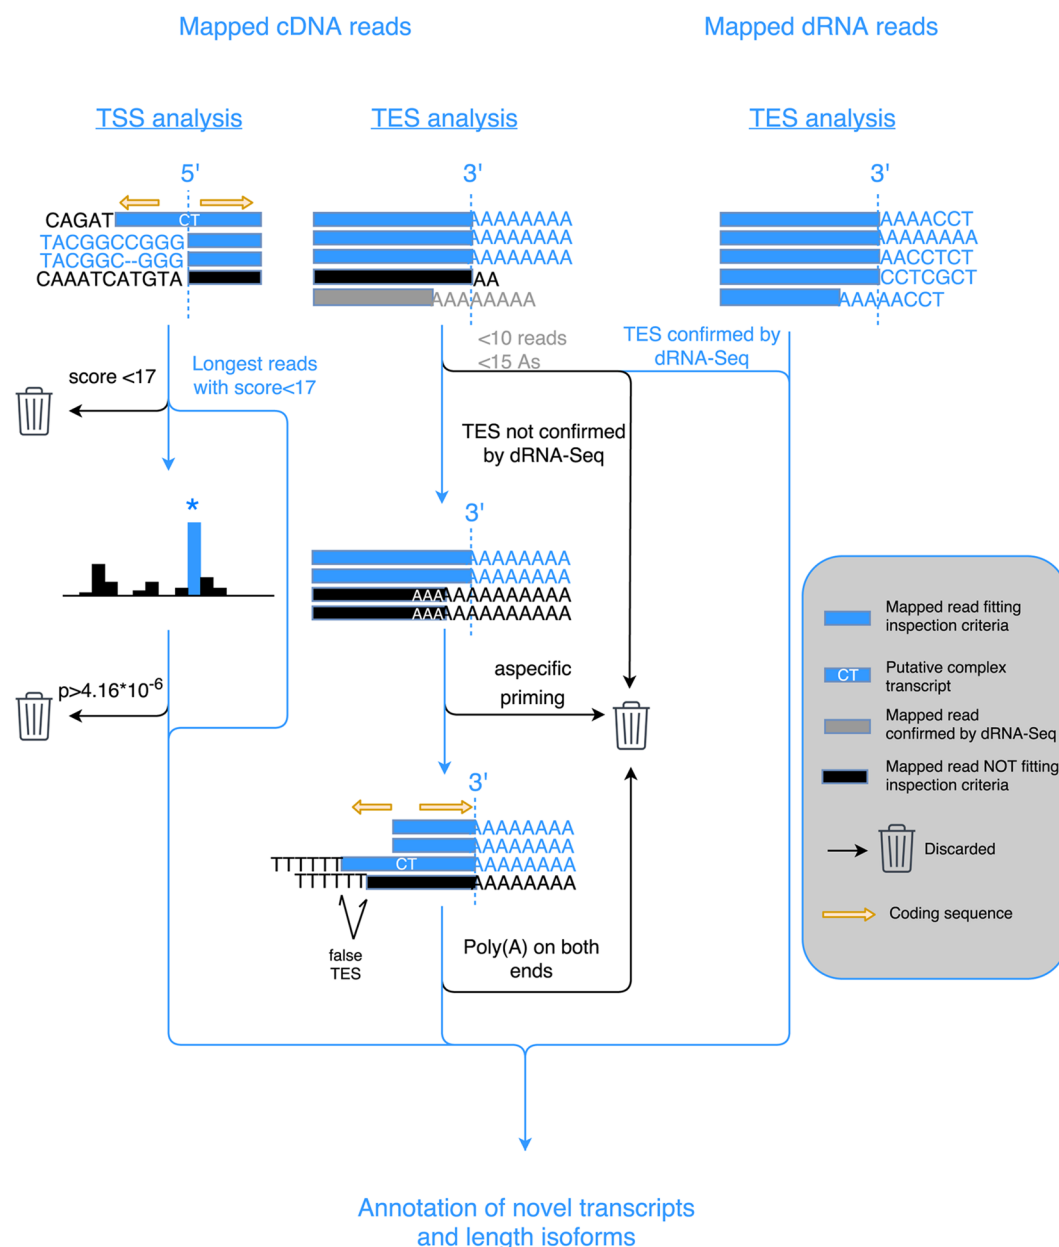 Mapped cDNA reads
Mapped dRNA reads
TSS analysis
TES analysis
TES analysis
5'
3'
3'
CAGAT
CT
TACGGCCGGG
TACGGC--GGG
CAAATCATGTA
AAAAAAAA
AAAAAAAA
AAAAAAAA
AA
AAAAAAAA
AAAACCT
AAAAAAA
AACCTCT
CCTCGCT
AAAAACCT
score <17
Longest reads
with score<17
<10 reads
<15 As
TES confirmed by
dRNA-Seq
TES not confirmed
by dRNA-Seq
*
p>4.16*10-6
3'
AAAAAAAA
AAAAAAAA
AAAAAAAAAAAAAA
AAAAAAAAAAAAAA
aspecific
priming
3'
AAAAAAAA
AAAAAAAA
TTTTTT
CT
AAAAAAAA
TTTTTT
AAAAAAAA
false
TES
Poly(A) on both
ends
Mapped read fitting
inspection criteria
CT
Putative complex
transcript
Mapped read
confirmed by dRNA-Seq
Mapped read NOT fitting
inspection criteria
Discarded
Coding sequence
Annotation of novel transcripts
and length isoforms